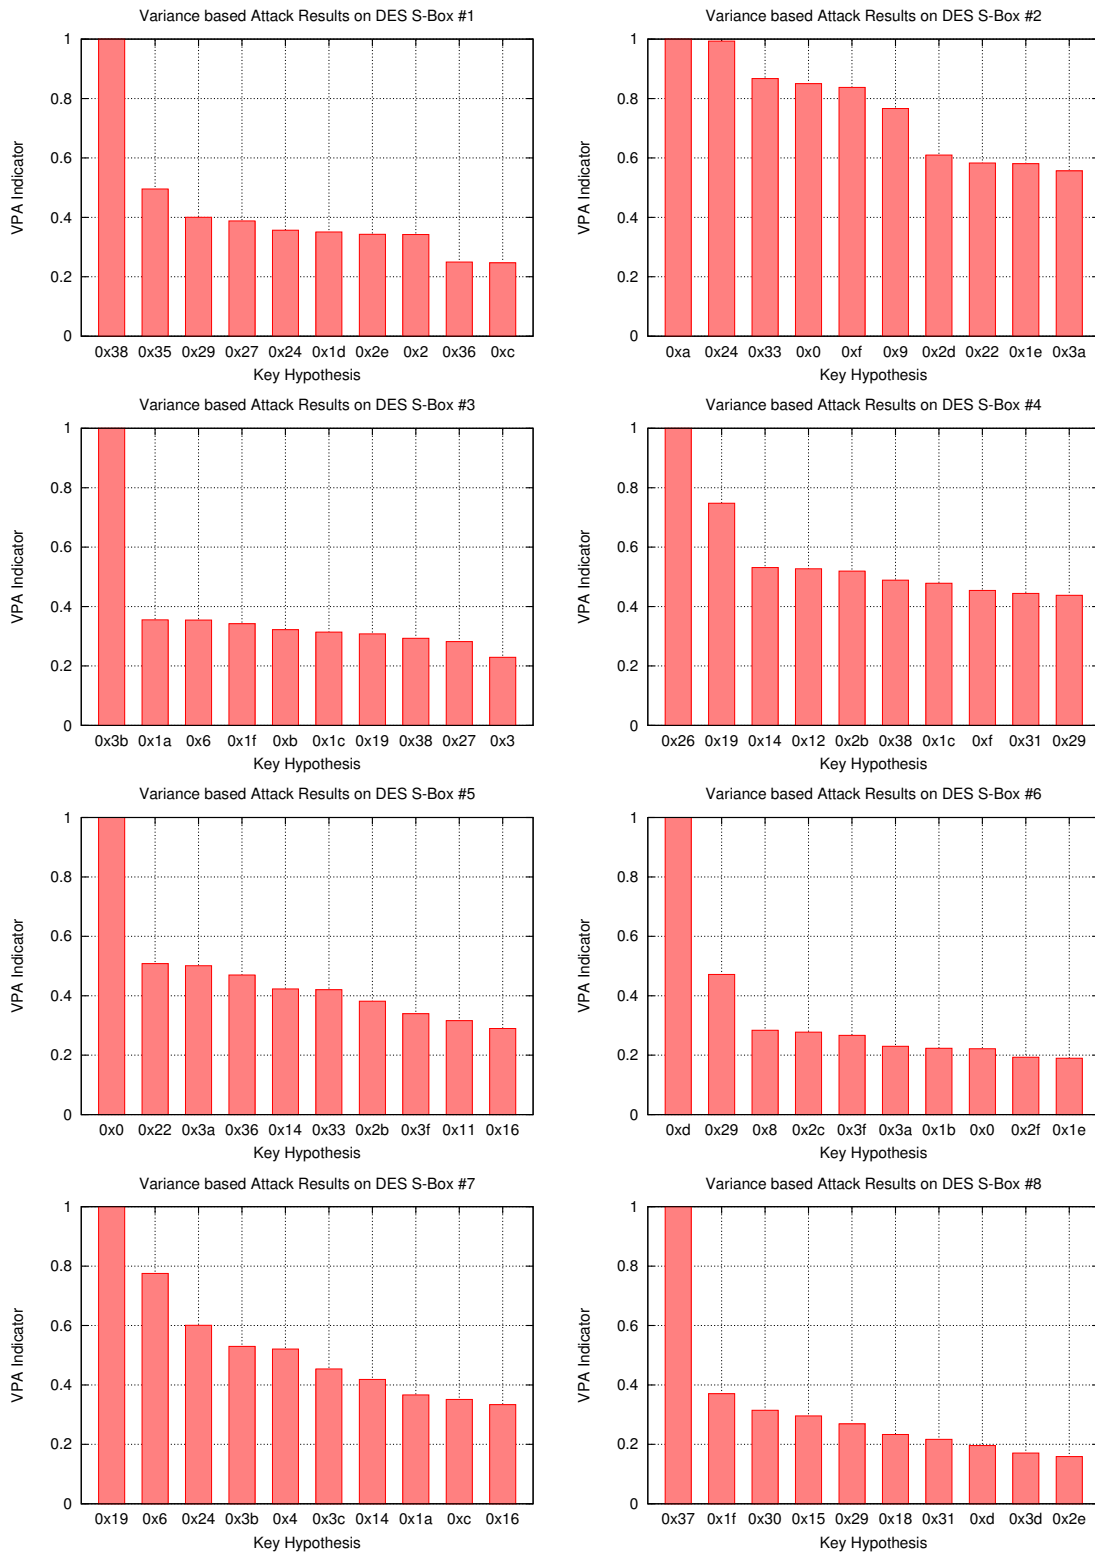 Variance based Attack Results on DES S-Box #1
1
0.8
0.6
0.4
0.2
0
VPA Indicator
0x38 0x35 0x29 0x27 0x24 0x1d 0x2e 0x2 0x36 0xc
Key Hypothesis
Variance based Attack Results on DES S-Box #2
1
0.8
0.6
0.4
0.2
0
VPA Indicator
0xa 0x24 0x33 0x0 0xf 0x9 0x2d 0x22 0x1e 0x3a
Key Hypothesis
Variance based Attack Results on DES S-Box #3
1
0.8
0.6
0.4
0.2
0
VPA Indicator
0x3b 0x1a 0x6 0x1f 0xb 0x1c 0x19 0x38 0x27 0x3
Key Hypothesis
Variance based Attack Results on DES S-Box #4
1
0.8
0.6
0.4
0.2
0
VPA Indicator
0x26 0x19 0x14 0x12 0x2b 0x38 0x1c 0xf 0x31 0x29
Key Hypothesis
Variance based Attack Results on DES S-Box #5
1
0.8
0.6
0.4
0.2
0
VPA Indicator
0x0 0x22 0x3a 0x36 0x14 0x33 0x2b 0x3f 0x11 0x16
Key Hypothesis
Variance based Attack Results on DES S-Box #6
1
0.8
0.6
0.4
0.2
0
VPA Indicator
0xd 0x29 0x8 0x2c 0x3f 0x3a 0x1b 0x0 0x2f 0x1e
Key Hypothesis
Variance based Attack Results on DES S-Box #7
1
0.8
0.6
0.4
0.2
0
VPA Indicator
0x19 0x6 0x24 0x3b 0x4 0x3c 0x14 0x1a 0xc 0x16
Key Hypothesis
Variance based Attack Results on DES S-Box #8
1
0.8
0.6
0.4
0.2
0
VPA Indicator
0x37 0x1f 0x30 0x15 0x29 0x18 0x31 0xd 0x3d 0x2e
Key Hypothesis